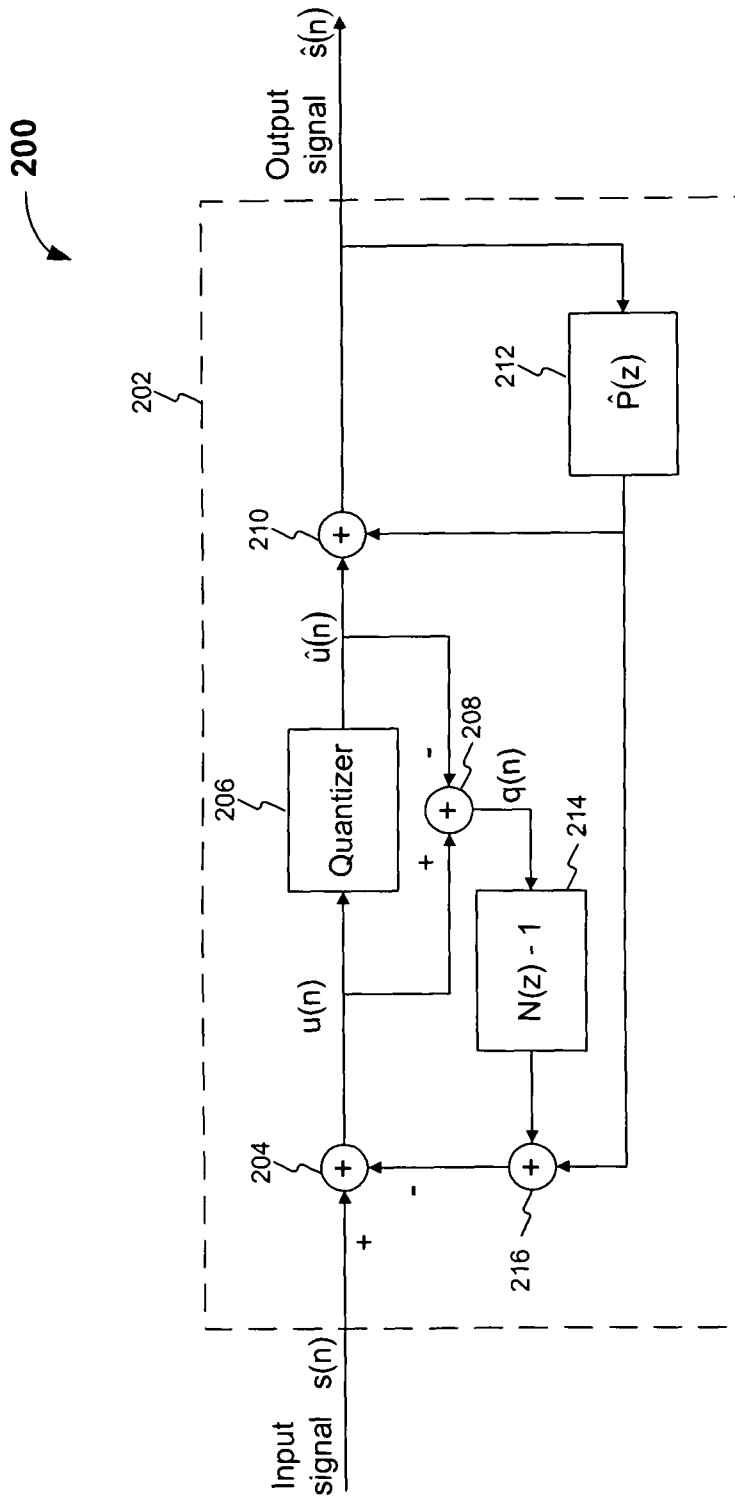 200
202
Input
signal
s(n)
+
204
+
-
216
+
u(n)
206
Quantizer
û(n)
+
-
208
+
q(n)
214
N(z) - 1
210
+
212
P̂(z)
Output
signal
ŝ(n)